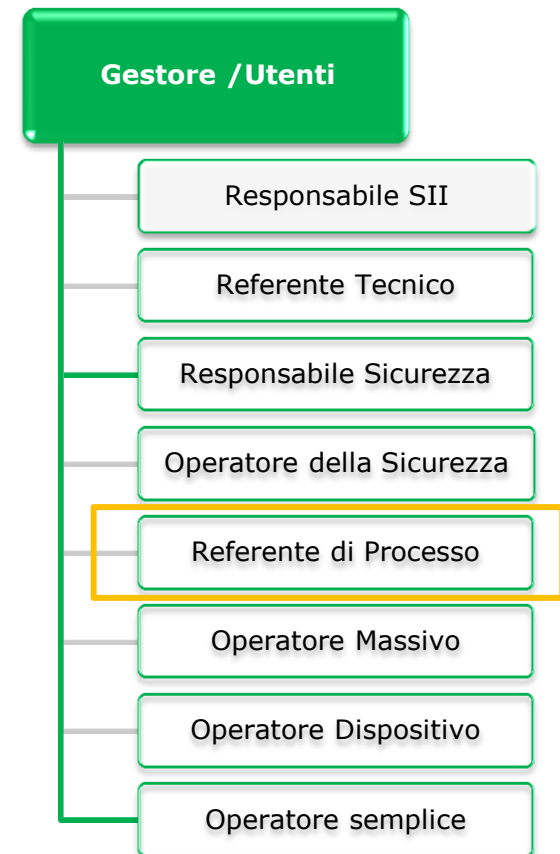 Gestore /Utenti
Responsabile SII
Referente Tecnico
Responsabile Sicurezza
Operatore della Sicurezza
Referente di Processo
Operatore Massivo
Operatore Dispositivo
Operatore semplice